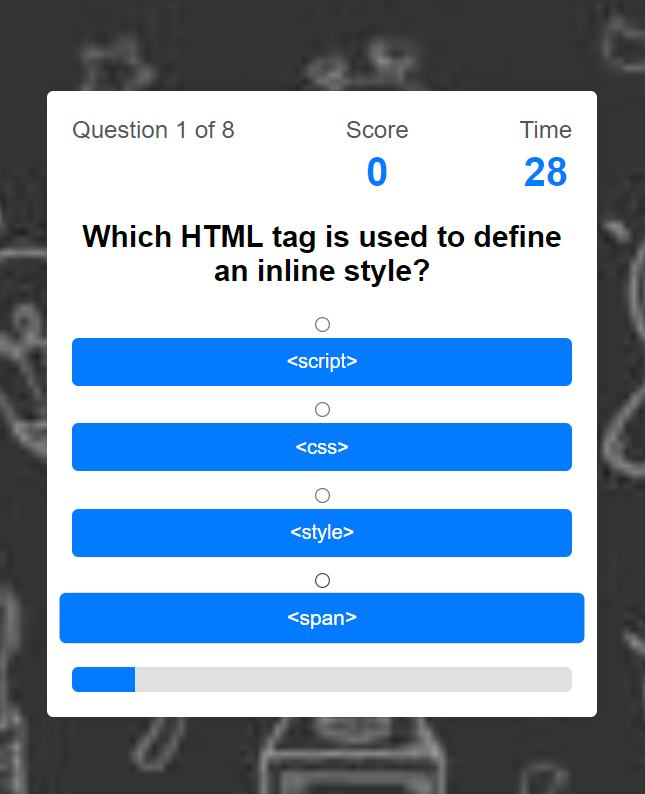 Question 1 of 8
Score
Time
0
28
Which HTML tag is used to define
an inline style?
<script>
<css>
<style>
<span>